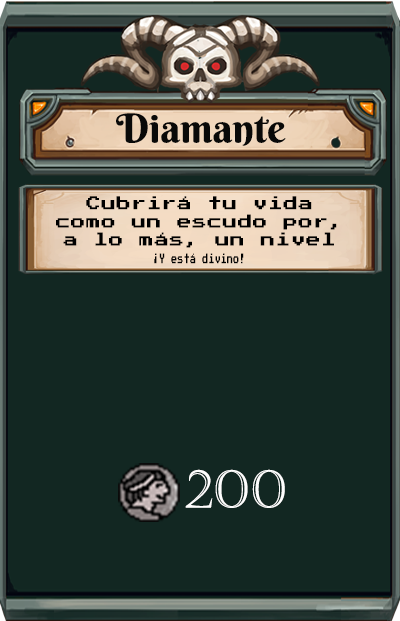 Diamante
Cubrirá tu vida
como un escudo por,
a lo más, un nivel
¡Y está divino!
200